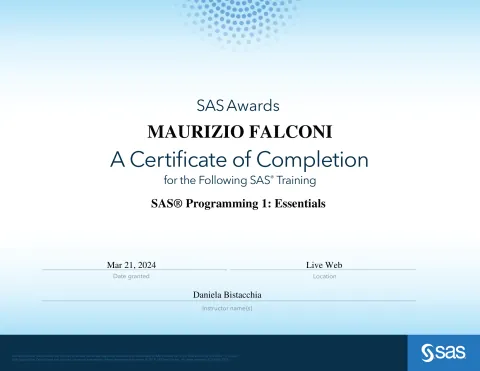 SAS Awards
MAURIZIO FALCONI
A Certificate of Completion
for the Following SAS® Training
SAS® Programming 1: Essentials
Mar 21, 2024 Live Web
Date granted Location
Daniela Bistacchia
Instructor name(s)
sas